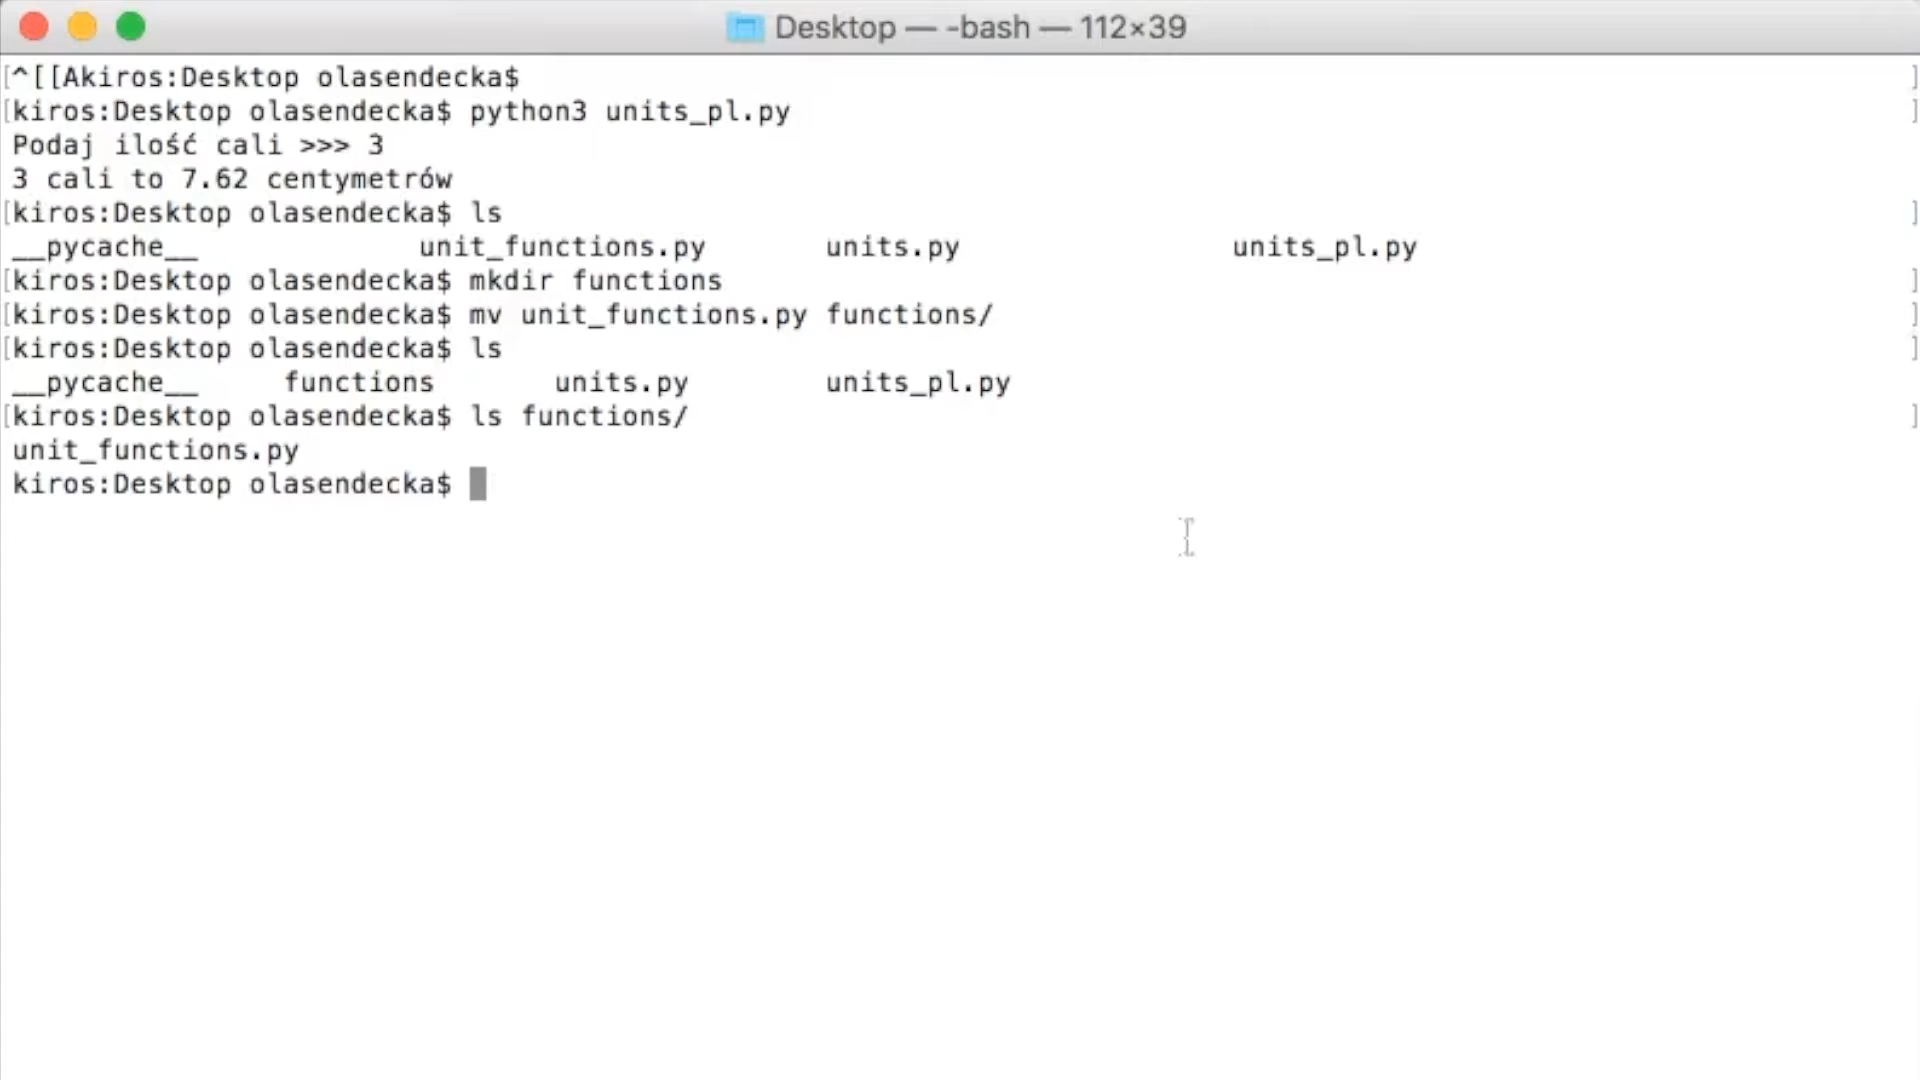 Desktop — -bash — 112×39
[^[[Akiros:Desktop olasendecka$ ]
[kiros:Desktop olasendecka$ python3 units_pl.py ]
Podaj ilość cali >>> 3
3 cali to 7.62 centymetrów
[kiros:Desktop olasendecka$ ls ]
__pycache__ unit_functions.py units.py units_pl.py
[kiros:Desktop olasendecka$ mkdir functions ]
[kiros:Desktop olasendecka$ mv unit_functions.py functions/ ]
[kiros:Desktop olasendecka$ ls ]
__pycache__ functions units.py units_pl.py
[kiros:Desktop olasendecka$ ls functions/ ]
unit_functions.py
kiros:Desktop olasendecka$